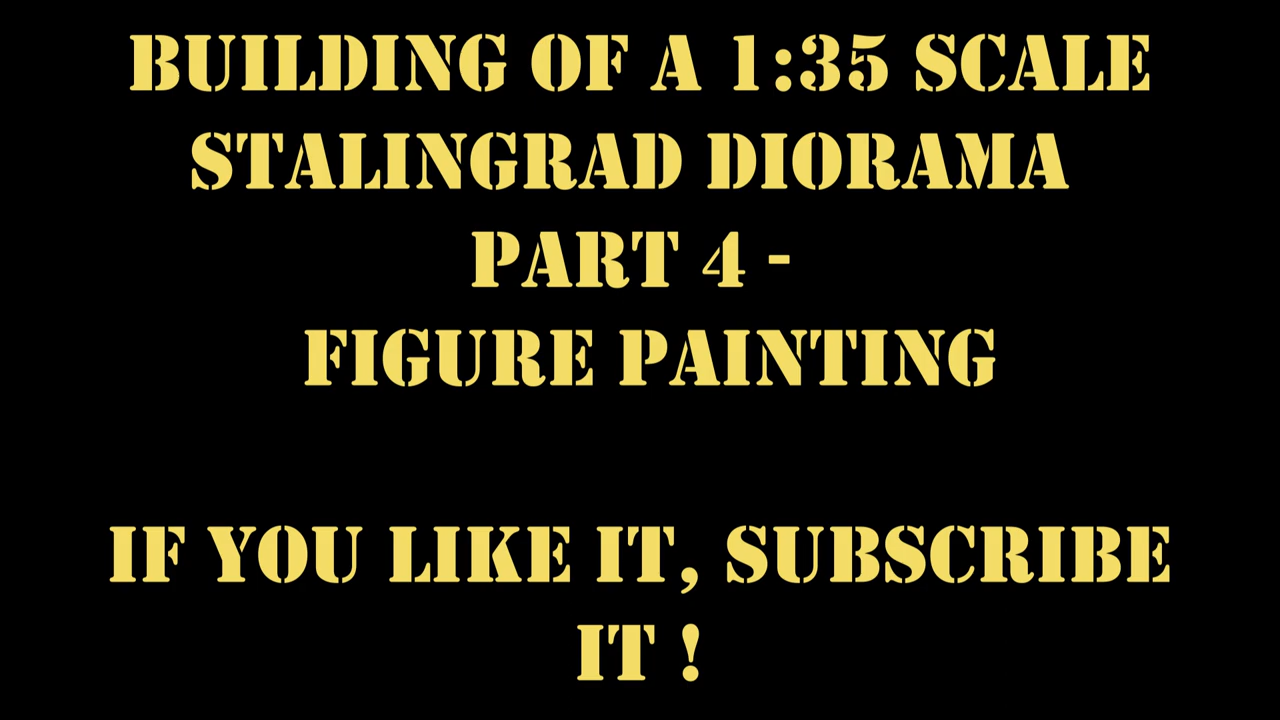 BUILDING OF A 1:35 SCALE
STALINGRAD DIORAMA
PART 4 -
FIGURE PAINTING
IF YOU LIKE IT, SUBSCRIBE
IT !